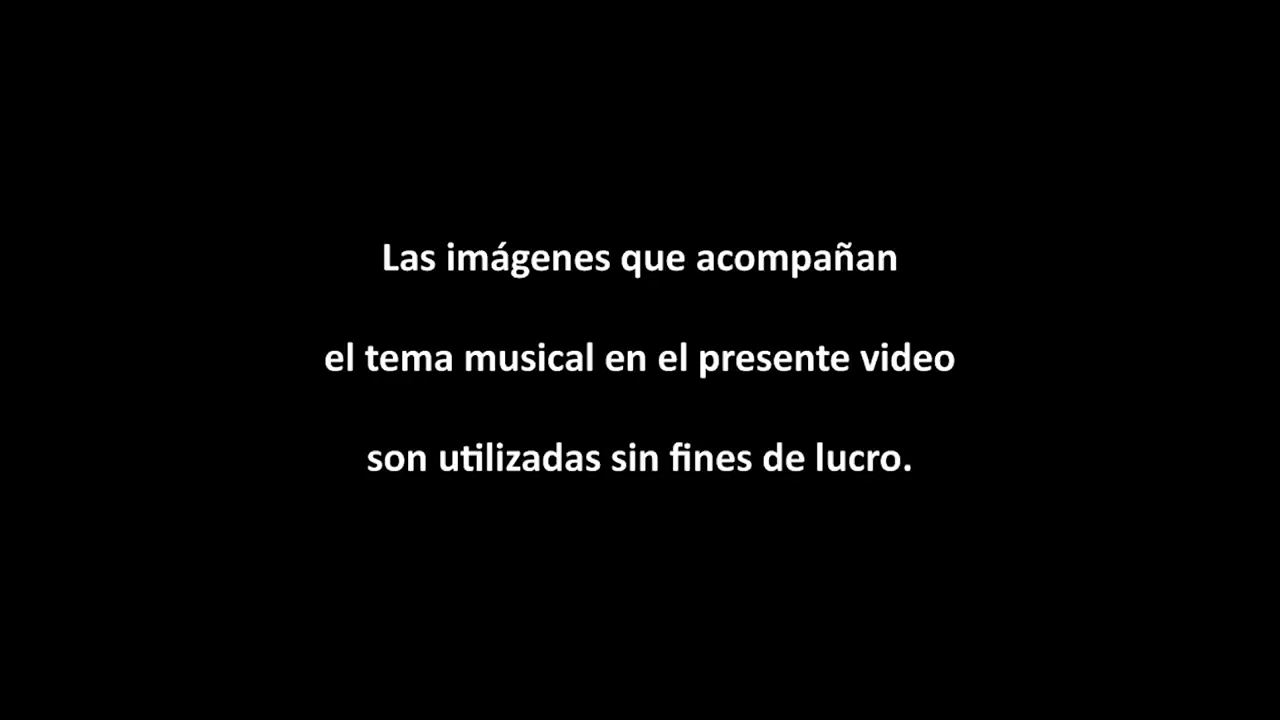 Las imágenes que acompañan
el tema musical en el presente video
son utilizadas sin fines de lucro.